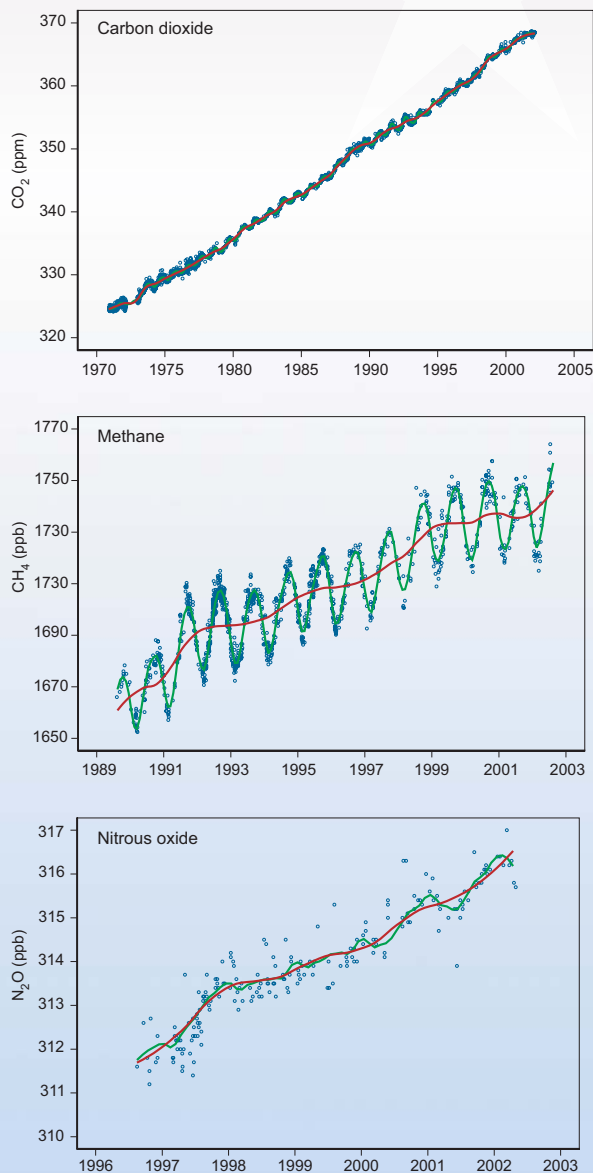 Carbon dioxide
370
360
350
340
330
320
CO2 (ppm)
1970 1975 1980 1985 1990 1995 2000 2005
Methane
1770
1750
1730
1730
1690
1670
1650
CH4 (ppb)
1989 1991 1993 1995 1997 1999 2001 2003
Nitrous oxide
317
316
315
314
313
312
311
310
N2O (ppb)
1996 1997 1998 1999 2000 2001 2002 2003